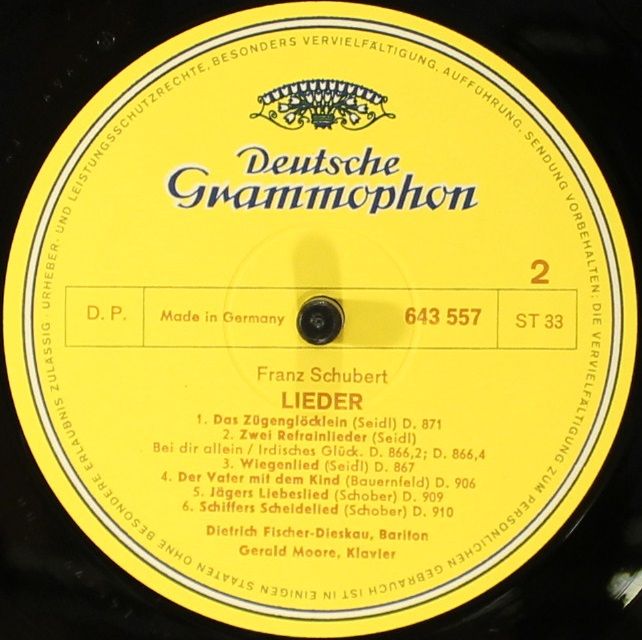 URHEBER- UND LEISTUNGSSCHUTZRECHTE, BESONDERS VERVIELFÄLTIGUNG, AUFFÜHRUNG, SENDUNG VORBEHALTEN; DIE VERVIELFÄLTIGUNG ZUM PERSÖNLICHEN GEBRAUCH IST IN EINIGEN STAATEN OHNE BESONDERE ERLAUBNIS ZULÄSSIG ·
Deutsche
Grammophon
2
D. P. Made in Germany 643 557 ST 33
Franz Schubert
LIEDER
1. Das Zügenglöcklein (Seidl) D. 871
2. Zwei Refrainlieder (Seidl)
Bei dir allein / Irdisches Glück. D. 866,2; D. 866,4
3. Wiegenlied (Seidl) D. 867
4. Der Vater mit dem Kind (Bauernfeld) D. 906
5. Jägers Liebeslied (Schober) D. 909
6. Schiffers Scheidelied (Schober) D. 910
Dietrich Fischer-Dieskau, Bariton
Gerald Moore, Klavier